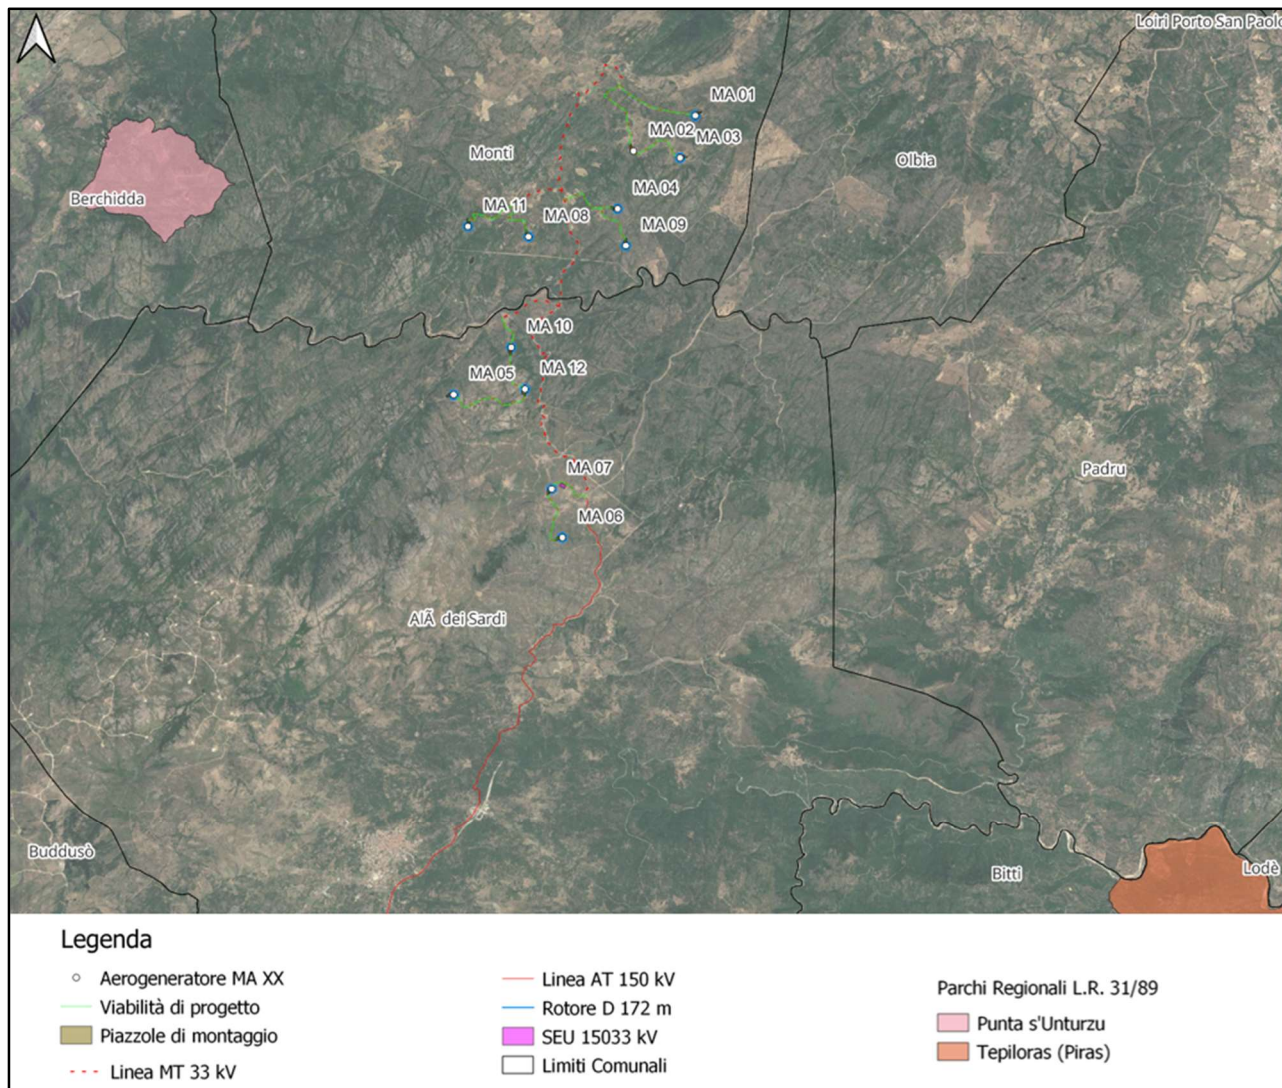 Loiri Porto San Paolo
MA 01
MA 02
MA 03
Monti
Olbia
Berchidda
MA 04
MA 11
MA 08
MA 09
MA 10
MA 05
MA 12
MA 07
Padru
MA 06
AlÃ dei Sardi
Buddusò
Bitti
Lodè
Legenda
Aerogeneratore MA XX
Viabilità di progetto
Piazzole di montaggio
Linea MT 33 kV
Linea AT 150 kV
Rotore D 172 m
SEU 15033 kV
Limiti Comunali
Parchi Regionali L.R. 31/89
Punta s'Unturzu
Tepiloras (Piras)